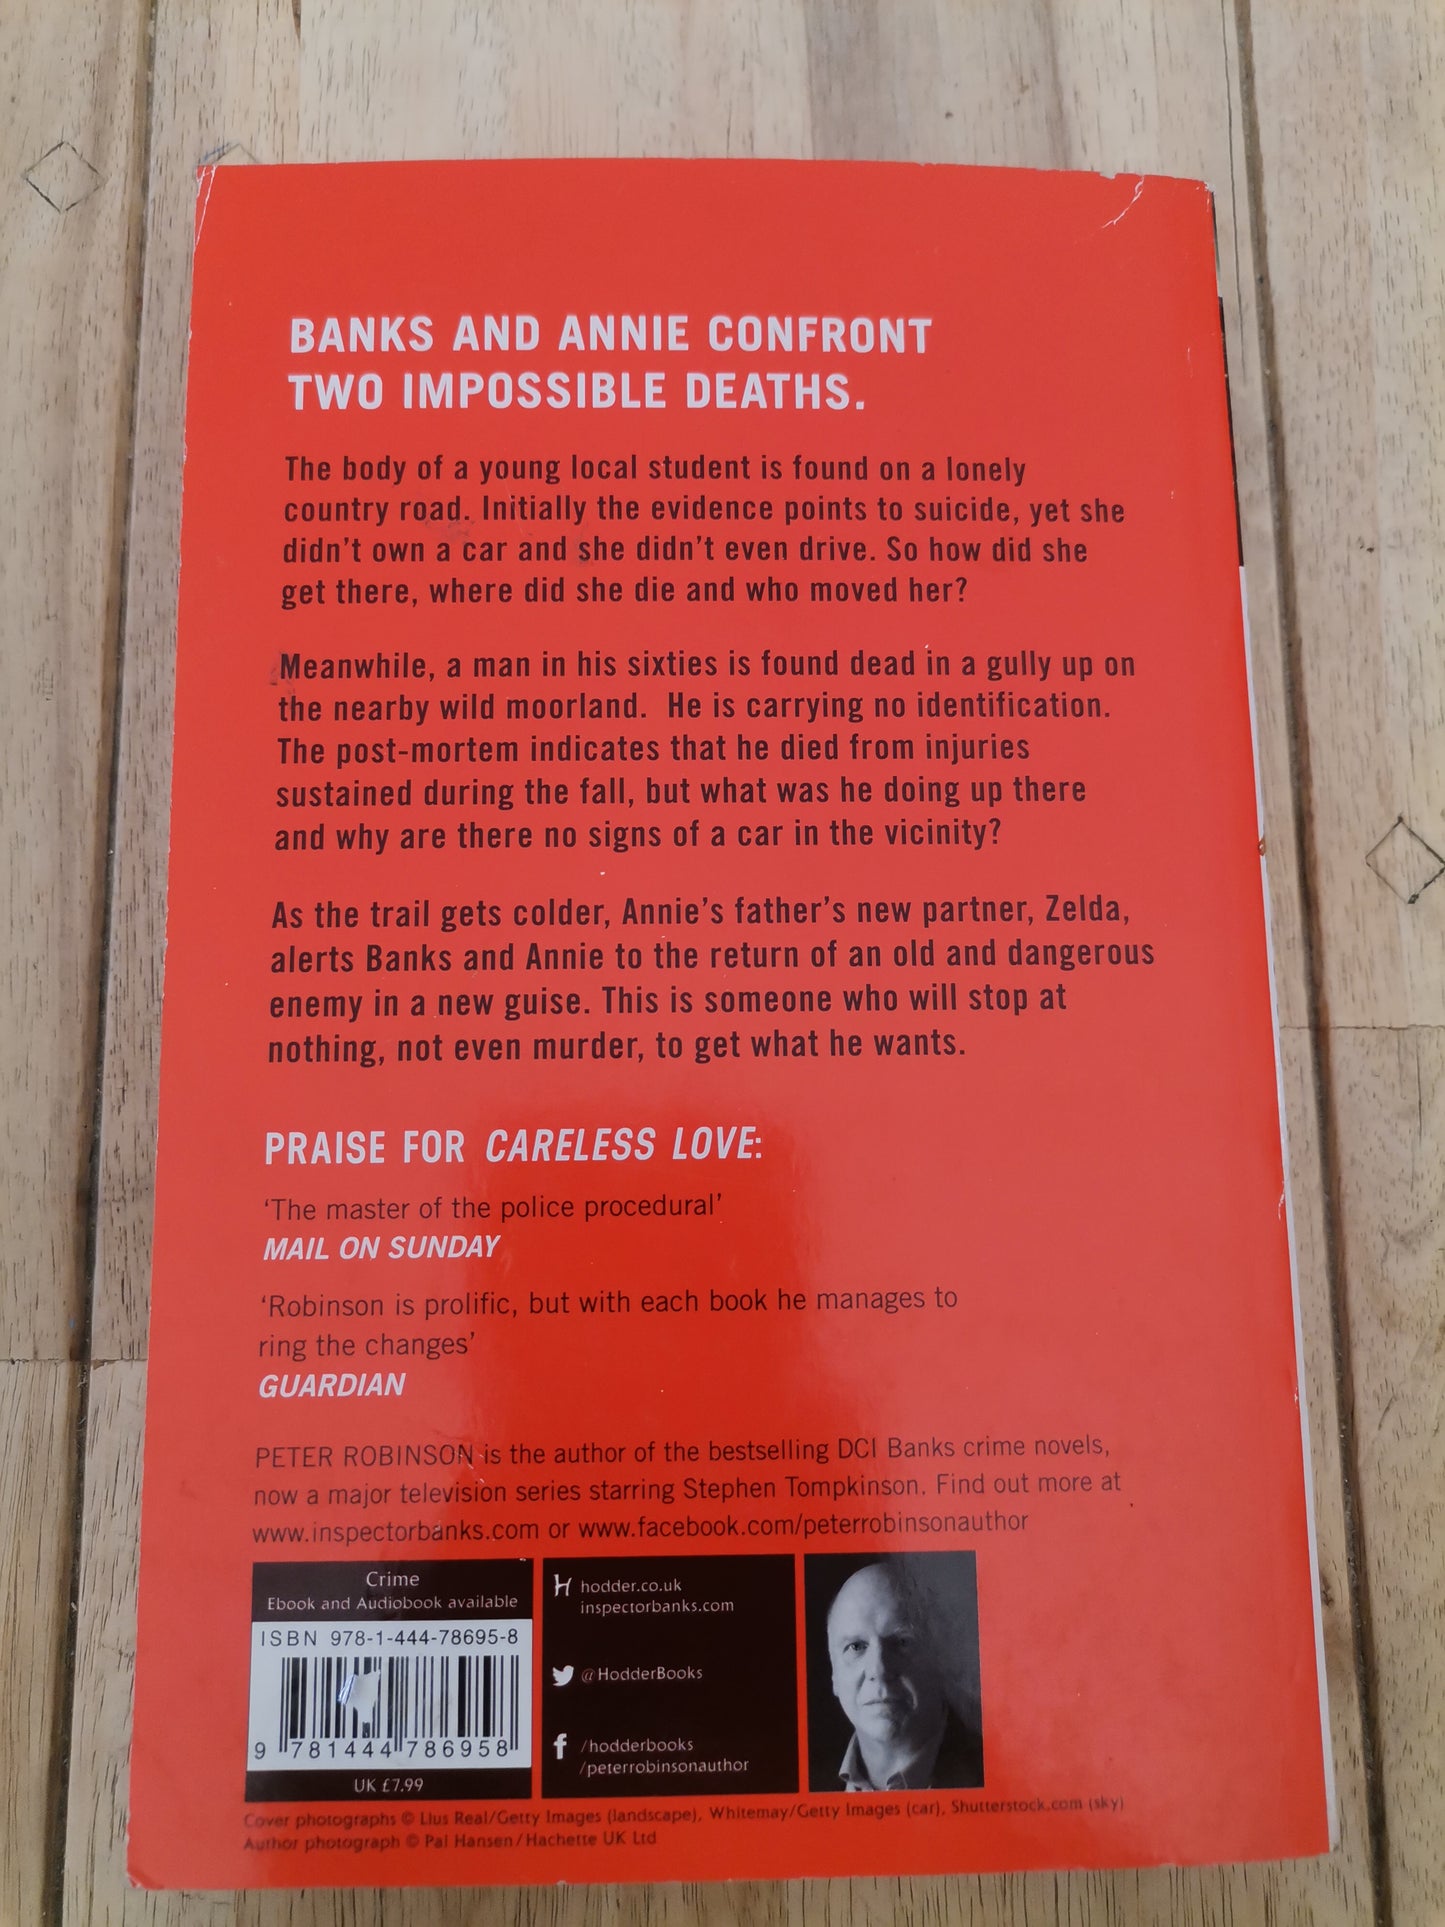 BANKS AND ANNIE CONFRONT
TWO IMPOSSIBLE DEATHS.
The body of a young local student is found on a lonely
country road. Initially the evidence points to suicide, yet she
didn't own a car and she didn't even drive. So how did she
get there, where did she die and who moved her?
Meanwhile, a man in his sixties is found dead in a gully up on
the nearby wild moorland. He is carrying no identification.
The post-mortem indicates that he died from injuries
sustained during the fall, but what was he doing up there
and why are there no signs of a car in the vicinity?
As the trail gets colder, Annie's father's new partner, Zelda,
alerts Banks and Annie to the return of an old and dangerous
enemy in a new guise. This is someone who will stop at
nothing, not even murder, to get what he wants.
PRAISE FOR CARELESS LOVE:
'The master of the police procedural'
MAIL ON SUNDAY
'Robinson is prolific, but with each book he manages to
ring the changes'
GUARDIAN
PETER ROBINSON is the author of the bestselling DCI Banks crime novels,
now a major television series starring Stephen Tompkinson. Find out more at
www.inspectorbanks.com or www.facebook.com/peterrobinsonauthor
Crime
Ebook and Audiobook available
ISBN 978-1-444-78695-8
9 781444 786958
UK £7.99
hodder.co.uk
inspectorbanks.com
@HodderBooks
/hodderbooks
/peterrobinsonauthor
Cover photographs © Llus Real/Getty Images (landscape), Whitemay/Getty Images (car), Shutterstock.com (sky)
Author photograph © Pal Hansen/Hachette UK Ltd